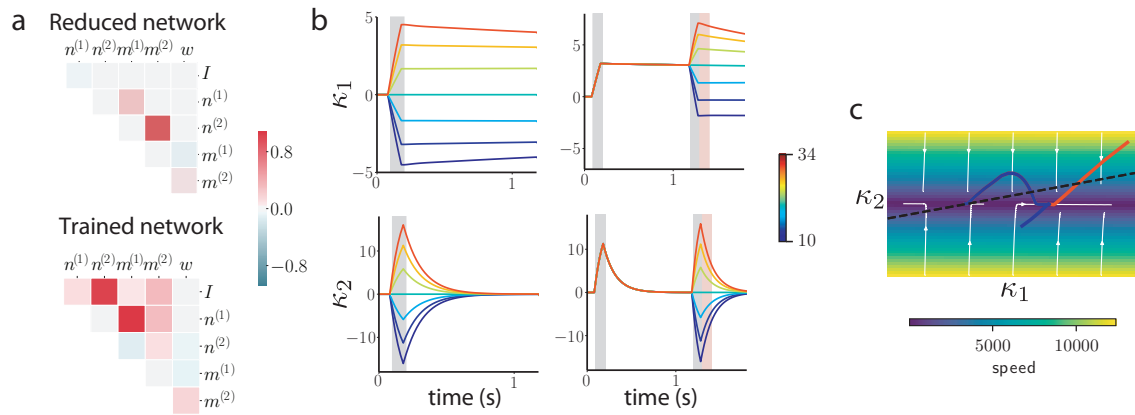 a
Reduced network
n⁽¹⁾ n⁽²⁾ m⁽¹⁾ m⁽²⁾ w
I
n⁽¹⁾
n⁽²⁾
m⁽¹⁾
m⁽²⁾
0.8
0.0
−0.8
Trained network
n⁽¹⁾ n⁽²⁾ m⁽¹⁾ m⁽²⁾ w
I
n⁽¹⁾
n⁽²⁾
m⁽¹⁾
m⁽²⁾
b
κ₁
5
0
−5
0 1
5
0
−5
0 1
κ₂
10
0
−10
0 1
time (s)
10
0
−10
0 1
time (s)
34
10
c
κ₂
κ₁
5000 10000
speed